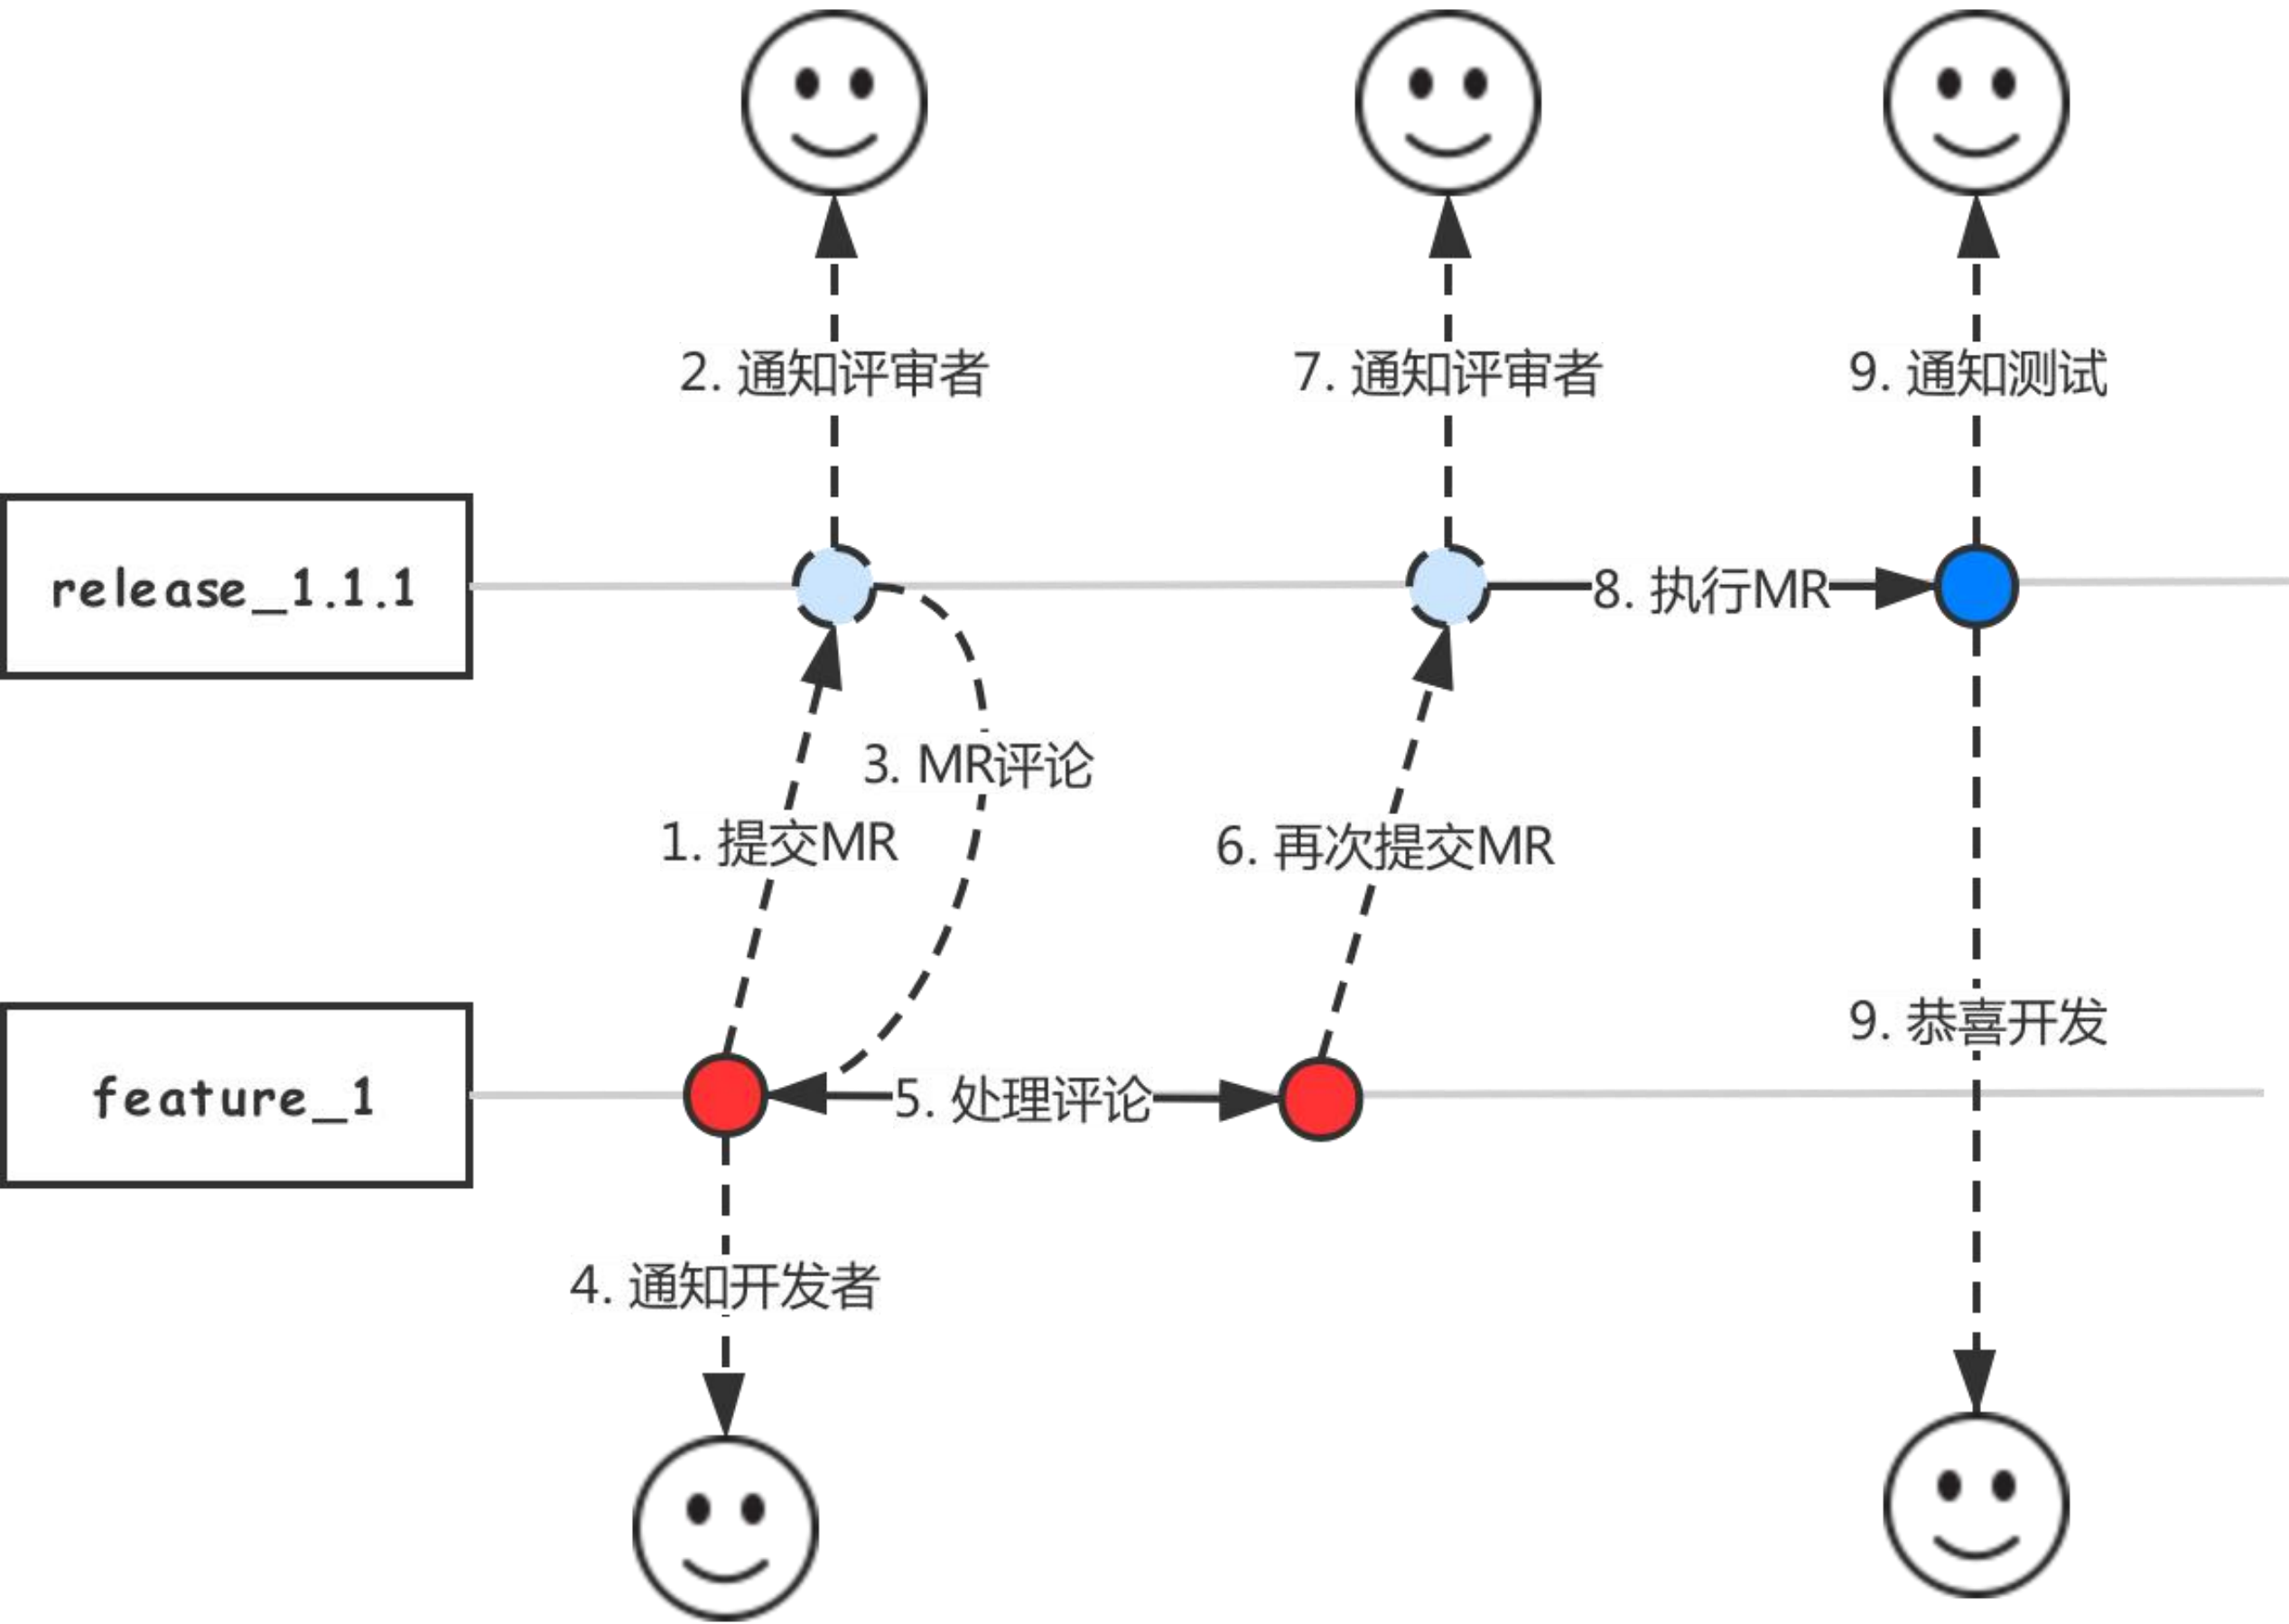 2. 通知评审者
7. 通知评审者
9. 通知测试
release_1.1.1
8. 执行MR
3. MR评论
1. 提交MR
6. 再次提交MR
9. 恭喜开发
feature_1
5. 处理评论
4. 通知开发者